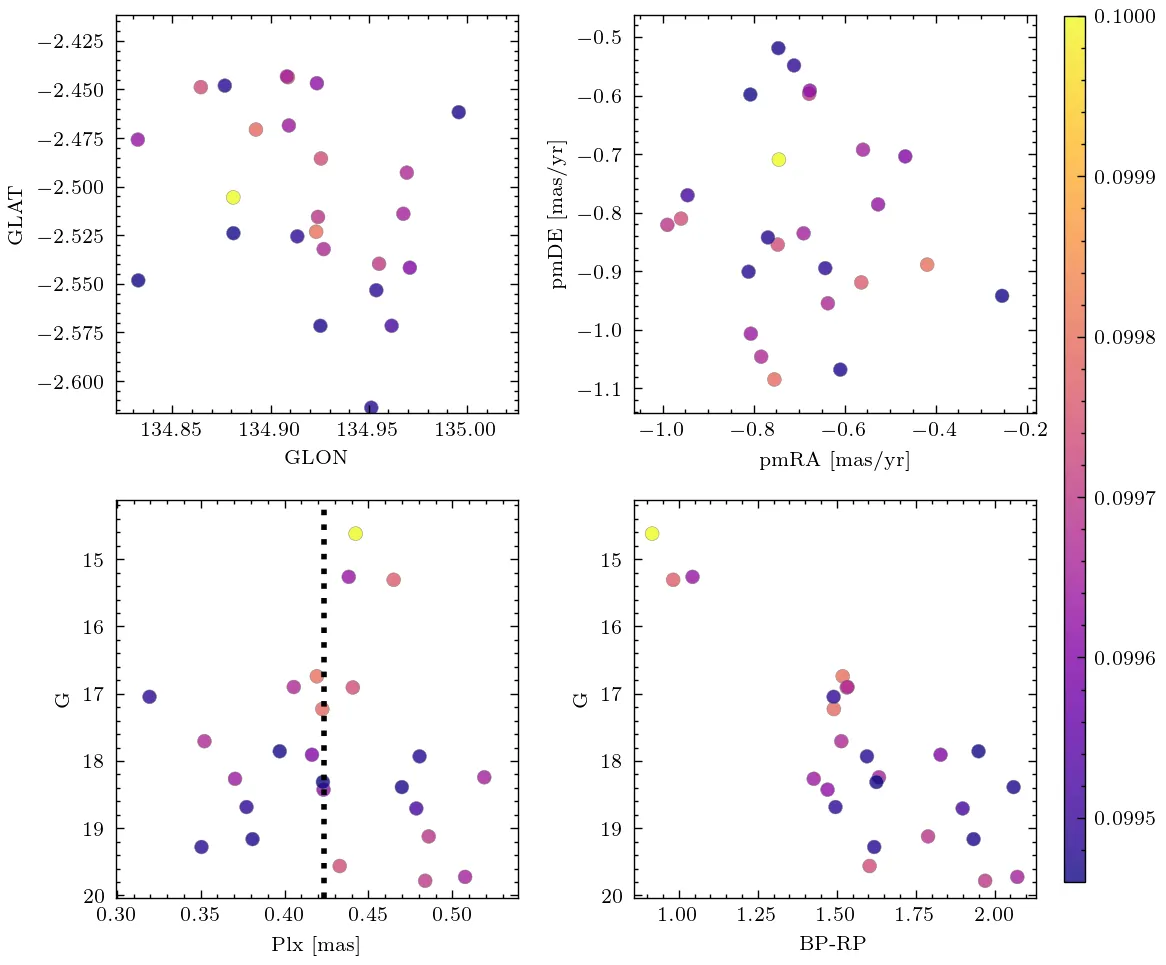 −2.425
−2.450
−2.475
−2.500
−2.525
−2.550
−2.575
−2.600
GLAT
134.85 134.90 134.95 135.00
GLON
−0.5
−0.6
−0.7
−0.8
−0.9
−1.0
−1.1
pmDE [mas/yr]
−1.0 −0.8 −0.6 −0.4 −0.2
pmRA [mas/yr]
15
16
17
18
19
20
G
0.30 0.35 0.40 0.45 0.50
Plx [mas]
15
16
17
18
19
20
G
1.00 1.25 1.50 1.75 2.00
BP-RP
0.1000
0.0999
0.0998
0.0997
0.0996
0.0995